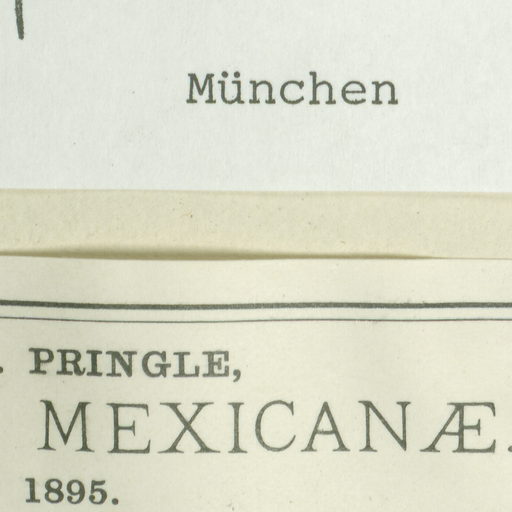 München
. PRINGLE,
MEXICANÆ.
1895.